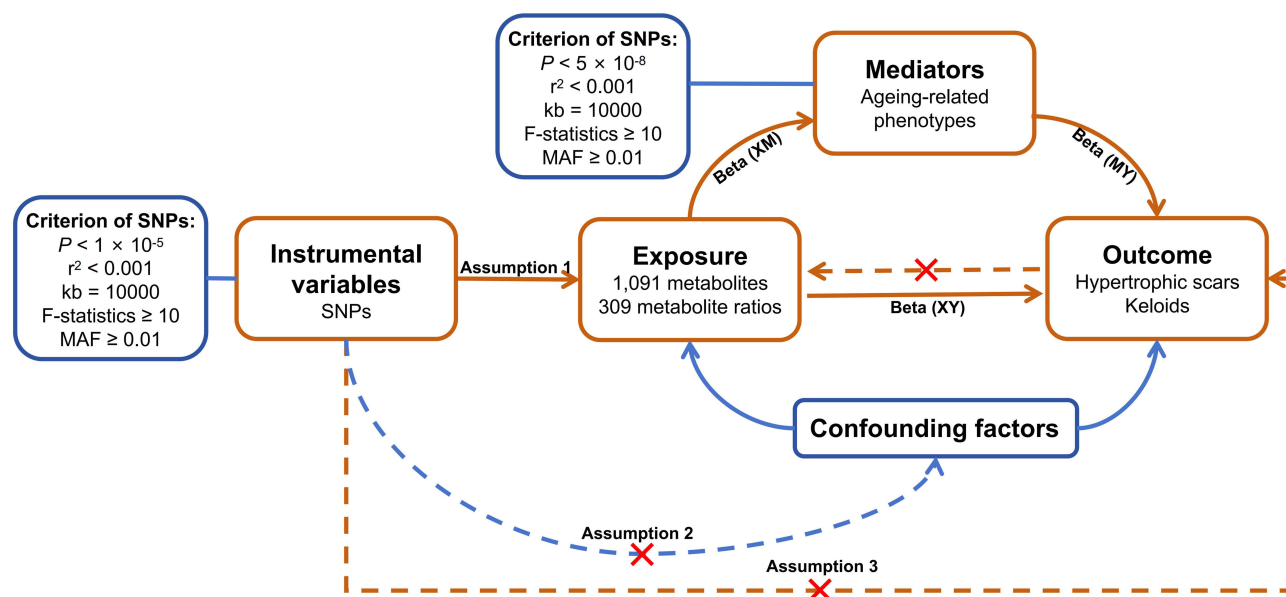 Criterion of SNPs:
P < 1 × 10⁻⁵
r² < 0.001
kb = 10000
F-statistics ≥ 10
MAF ≥ 0.01
Instrumental
variables
SNPs
Assumption 1
Criterion of SNPs:
P < 5 × 10⁻⁸
r² < 0.001
kb = 10000
F-statistics ≥ 10
MAF ≥ 0.01
Mediators
Ageing-related
phenotypes
Beta (XM)
Beta (MY)
Exposure
1,091 metabolites
309 metabolite ratios
Beta (XY)
Outcome
Hypertrophic scars
Keloids
Confounding factors
Assumption 2
Assumption 3